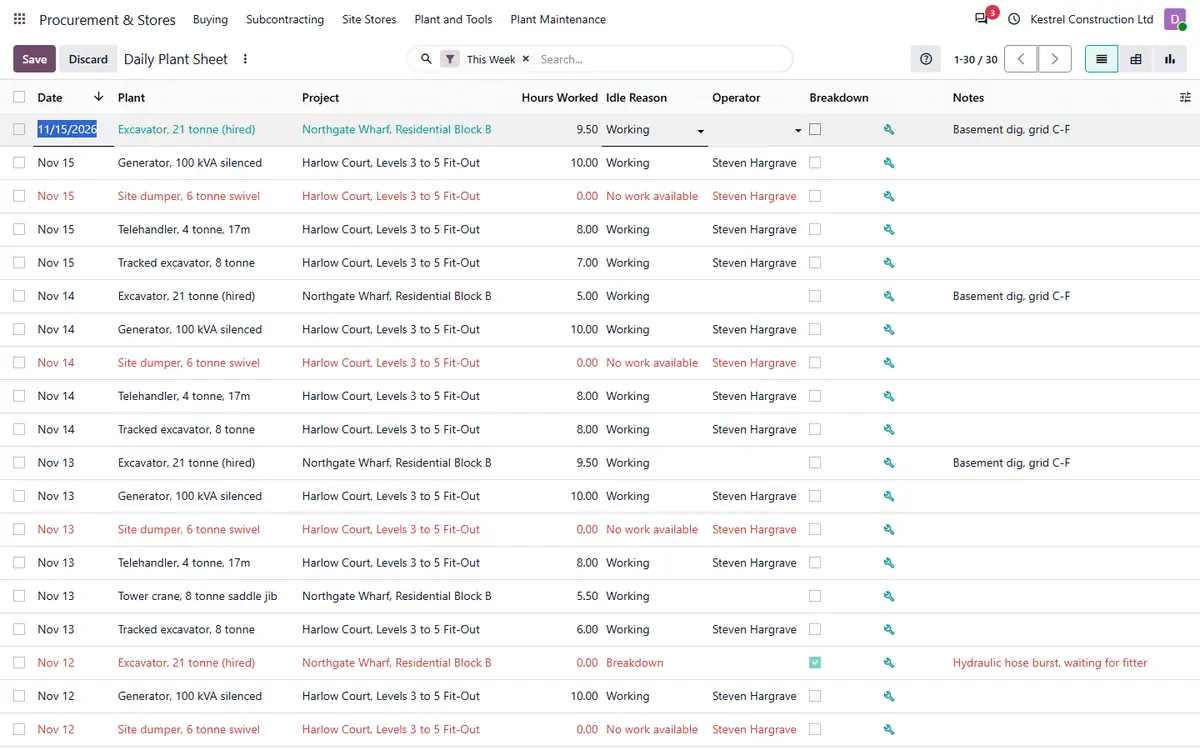 Procurement & Stores Buying Subcontracting Site Stores Plant and Tools Plant Maintenance 3 Kestrel Construction Ltd D
Save Discard Daily Plant Sheet This Week Search... 1-30 / 30
Date Plant Project Hours Worked Idle Reason Operator Breakdown Notes
11/15/2026 Excavator, 21 tonne (hired) Northgate Wharf, Residential Block B 9.50 Working Basement dig, grid C-F
Nov 15 Generator, 100 kVA silenced Harlow Court, Levels 3 to 5 Fit-Out 10.00 Working Steven Hargrave
Nov 15 Site dumper, 6 tonne swivel Harlow Court, Levels 3 to 5 Fit-Out 0.00 No work available Steven Hargrave
Nov 15 Telehandler, 4 tonne, 17m Harlow Court, Levels 3 to 5 Fit-Out 8.00 Working Steven Hargrave
Nov 15 Tracked excavator, 8 tonne Harlow Court, Levels 3 to 5 Fit-Out 7.00 Working Steven Hargrave
Nov 14 Excavator, 21 tonne (hired) Northgate Wharf, Residential Block B 5.00 Working Basement dig, grid C-F
Nov 14 Generator, 100 kVA silenced Harlow Court, Levels 3 to 5 Fit-Out 10.00 Working Steven Hargrave
Nov 14 Site dumper, 6 tonne swivel Harlow Court, Levels 3 to 5 Fit-Out 0.00 No work available Steven Hargrave
Nov 14 Telehandler, 4 tonne, 17m Harlow Court, Levels 3 to 5 Fit-Out 8.00 Working Steven Hargrave
Nov 14 Tracked excavator, 8 tonne Harlow Court, Levels 3 to 5 Fit-Out 8.00 Working Steven Hargrave
Nov 13 Excavator, 21 tonne (hired) Northgate Wharf, Residential Block B 9.50 Working Basement dig, grid C-F
Nov 13 Generator, 100 kVA silenced Harlow Court, Levels 3 to 5 Fit-Out 10.00 Working Steven Hargrave
Nov 13 Site dumper, 6 tonne swivel Harlow Court, Levels 3 to 5 Fit-Out 0.00 No work available Steven Hargrave
Nov 13 Telehandler, 4 tonne, 17m Harlow Court, Levels 3 to 5 Fit-Out 8.00 Working Steven Hargrave
Nov 13 Tower crane, 8 tonne saddle jib Northgate Wharf, Residential Block B 5.50 Working
Nov 13 Tracked excavator, 8 tonne Harlow Court, Levels 3 to 5 Fit-Out 6.00 Working Steven Hargrave
Nov 12 Excavator, 21 tonne (hired) Northgate Wharf, Residential Block B 0.00 Breakdown Hydraulic hose burst, waiting for fitter
Nov 12 Generator, 100 kVA silenced Harlow Court, Levels 3 to 5 Fit-Out 10.00 Working Steven Hargrave
Nov 12 Site dumper, 6 tonne swivel Harlow Court, Levels 3 to 5 Fit-Out 0.00 No work available Steven Hargrave